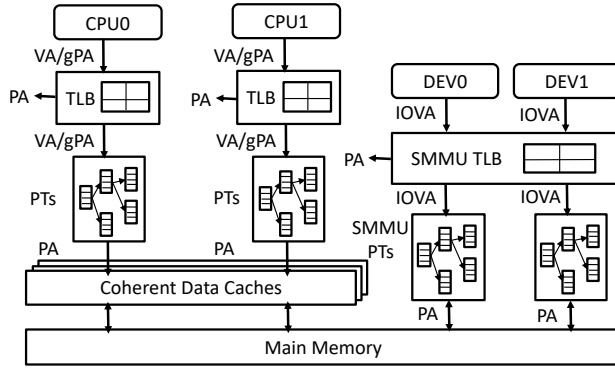 CPU0
CPU1
VA/gPA
VA/gPA
DEV0
DEV1
PA
TLB
PA
TLB
IOVA
IOVA
VA/gPA
VA/gPA
PA
SMMU TLB
IOVA
IOVA
PTs
PTs
SMMU
PTs
PA
PA
Coherent Data Caches
PA
PA
Main Memory